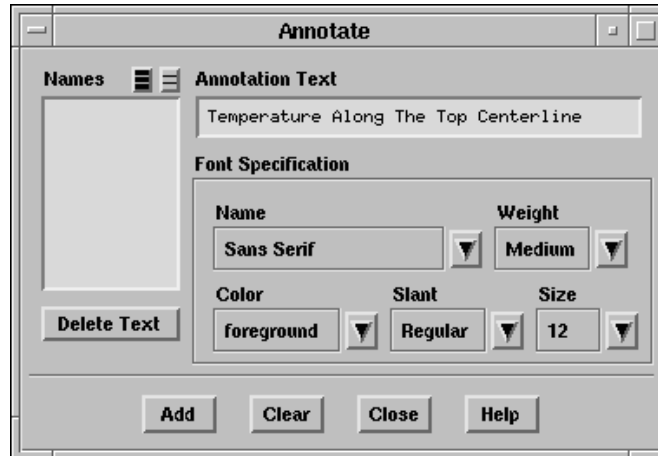 Annotate
Names
Annotation Text
Temperature Along The Top Centerline
Font Specification
Name
Weight
Sans Serif
Medium
Color
Slant
Size
foreground
Regular
12
Delete Text
Add
Clear
Close
Help